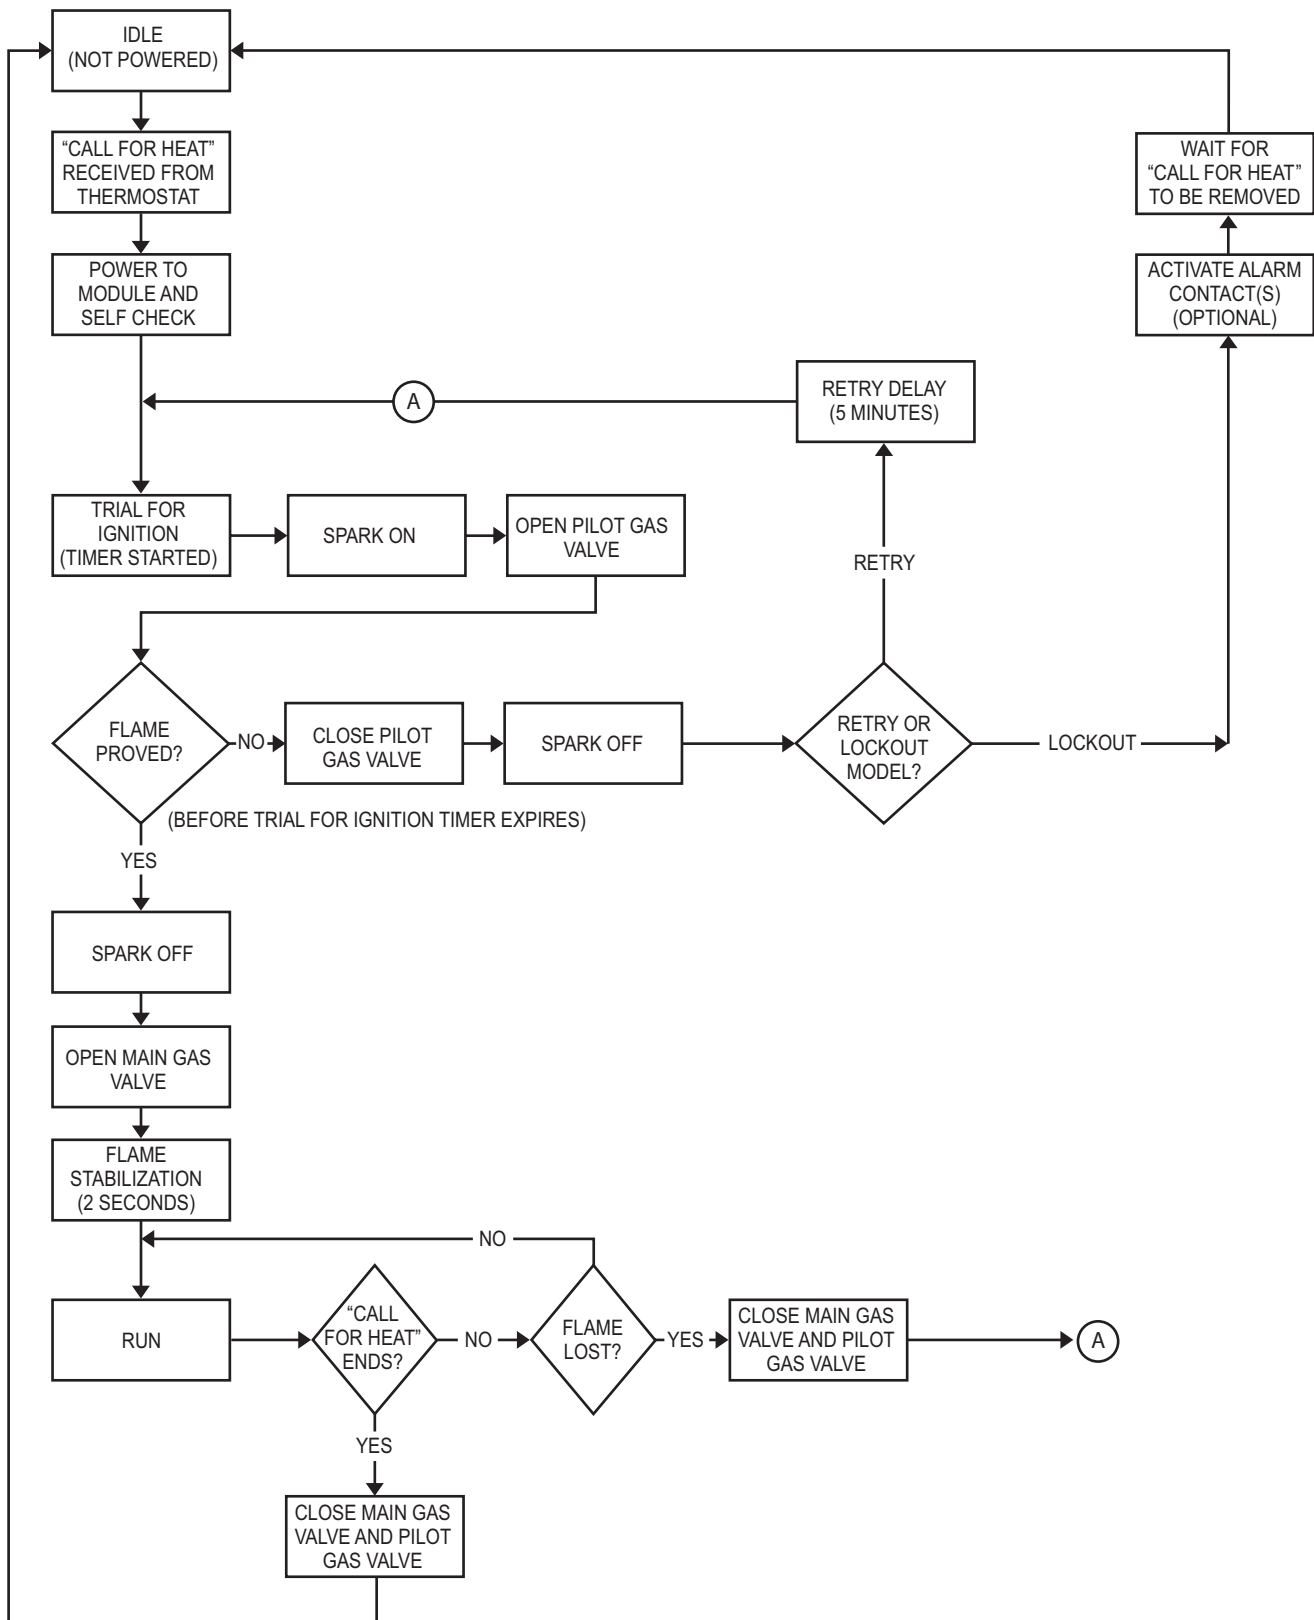 IDLE
(NOT POWERED)
“CALL FOR HEAT”
RECEIVED FROM
THERMOSTAT
WAIT FOR
“CALL FOR HEAT”
TO BE REMOVED
POWER TO
MODULE AND
SELF CHECK
ACTIVATE ALARM
CONTACT(S)
(OPTIONAL)
A
RETRY DELAY
(5 MINUTES)
TRIAL FOR
IGNITION
(TIMER STARTED)
SPARK ON
OPEN PILOT GAS
VALVE
RETRY
FLAME
PROVED?
NO
CLOSE PILOT
GAS VALVE
SPARK OFF
RETRY OR
LOCKOUT
MODEL?
LOCKOUT
(BEFORE TRIAL FOR IGNITION TIMER EXPIRES)
YES
SPARK OFF
OPEN MAIN GAS
VALVE
FLAME
STABILIZATION
(2 SECONDS)
NO
RUN
“CALL
FOR HEAT”
ENDS?
NO
FLAME
LOST?
YES
CLOSE MAIN GAS
VALVE AND PILOT
GAS VALVE
A
YES
CLOSE MAIN GAS
VALVE AND PILOT
GAS VALVE